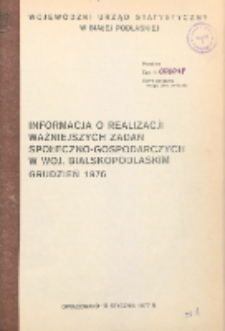 WOJEWÓDZKI URZĄD STATYSTYCZNY
W BIAŁEJ PODLASKIEJ
INFORMACJA O REALIZACJI
WAŻNIEJSZYCH ZADAŃ
SPOŁECZNO-GOSPODARCZYCH
W WOJ. BIALSKOPODLASKIM
GRUDZIEŃ 1976
OPRACOWANO STYCZNIA 1977 R.